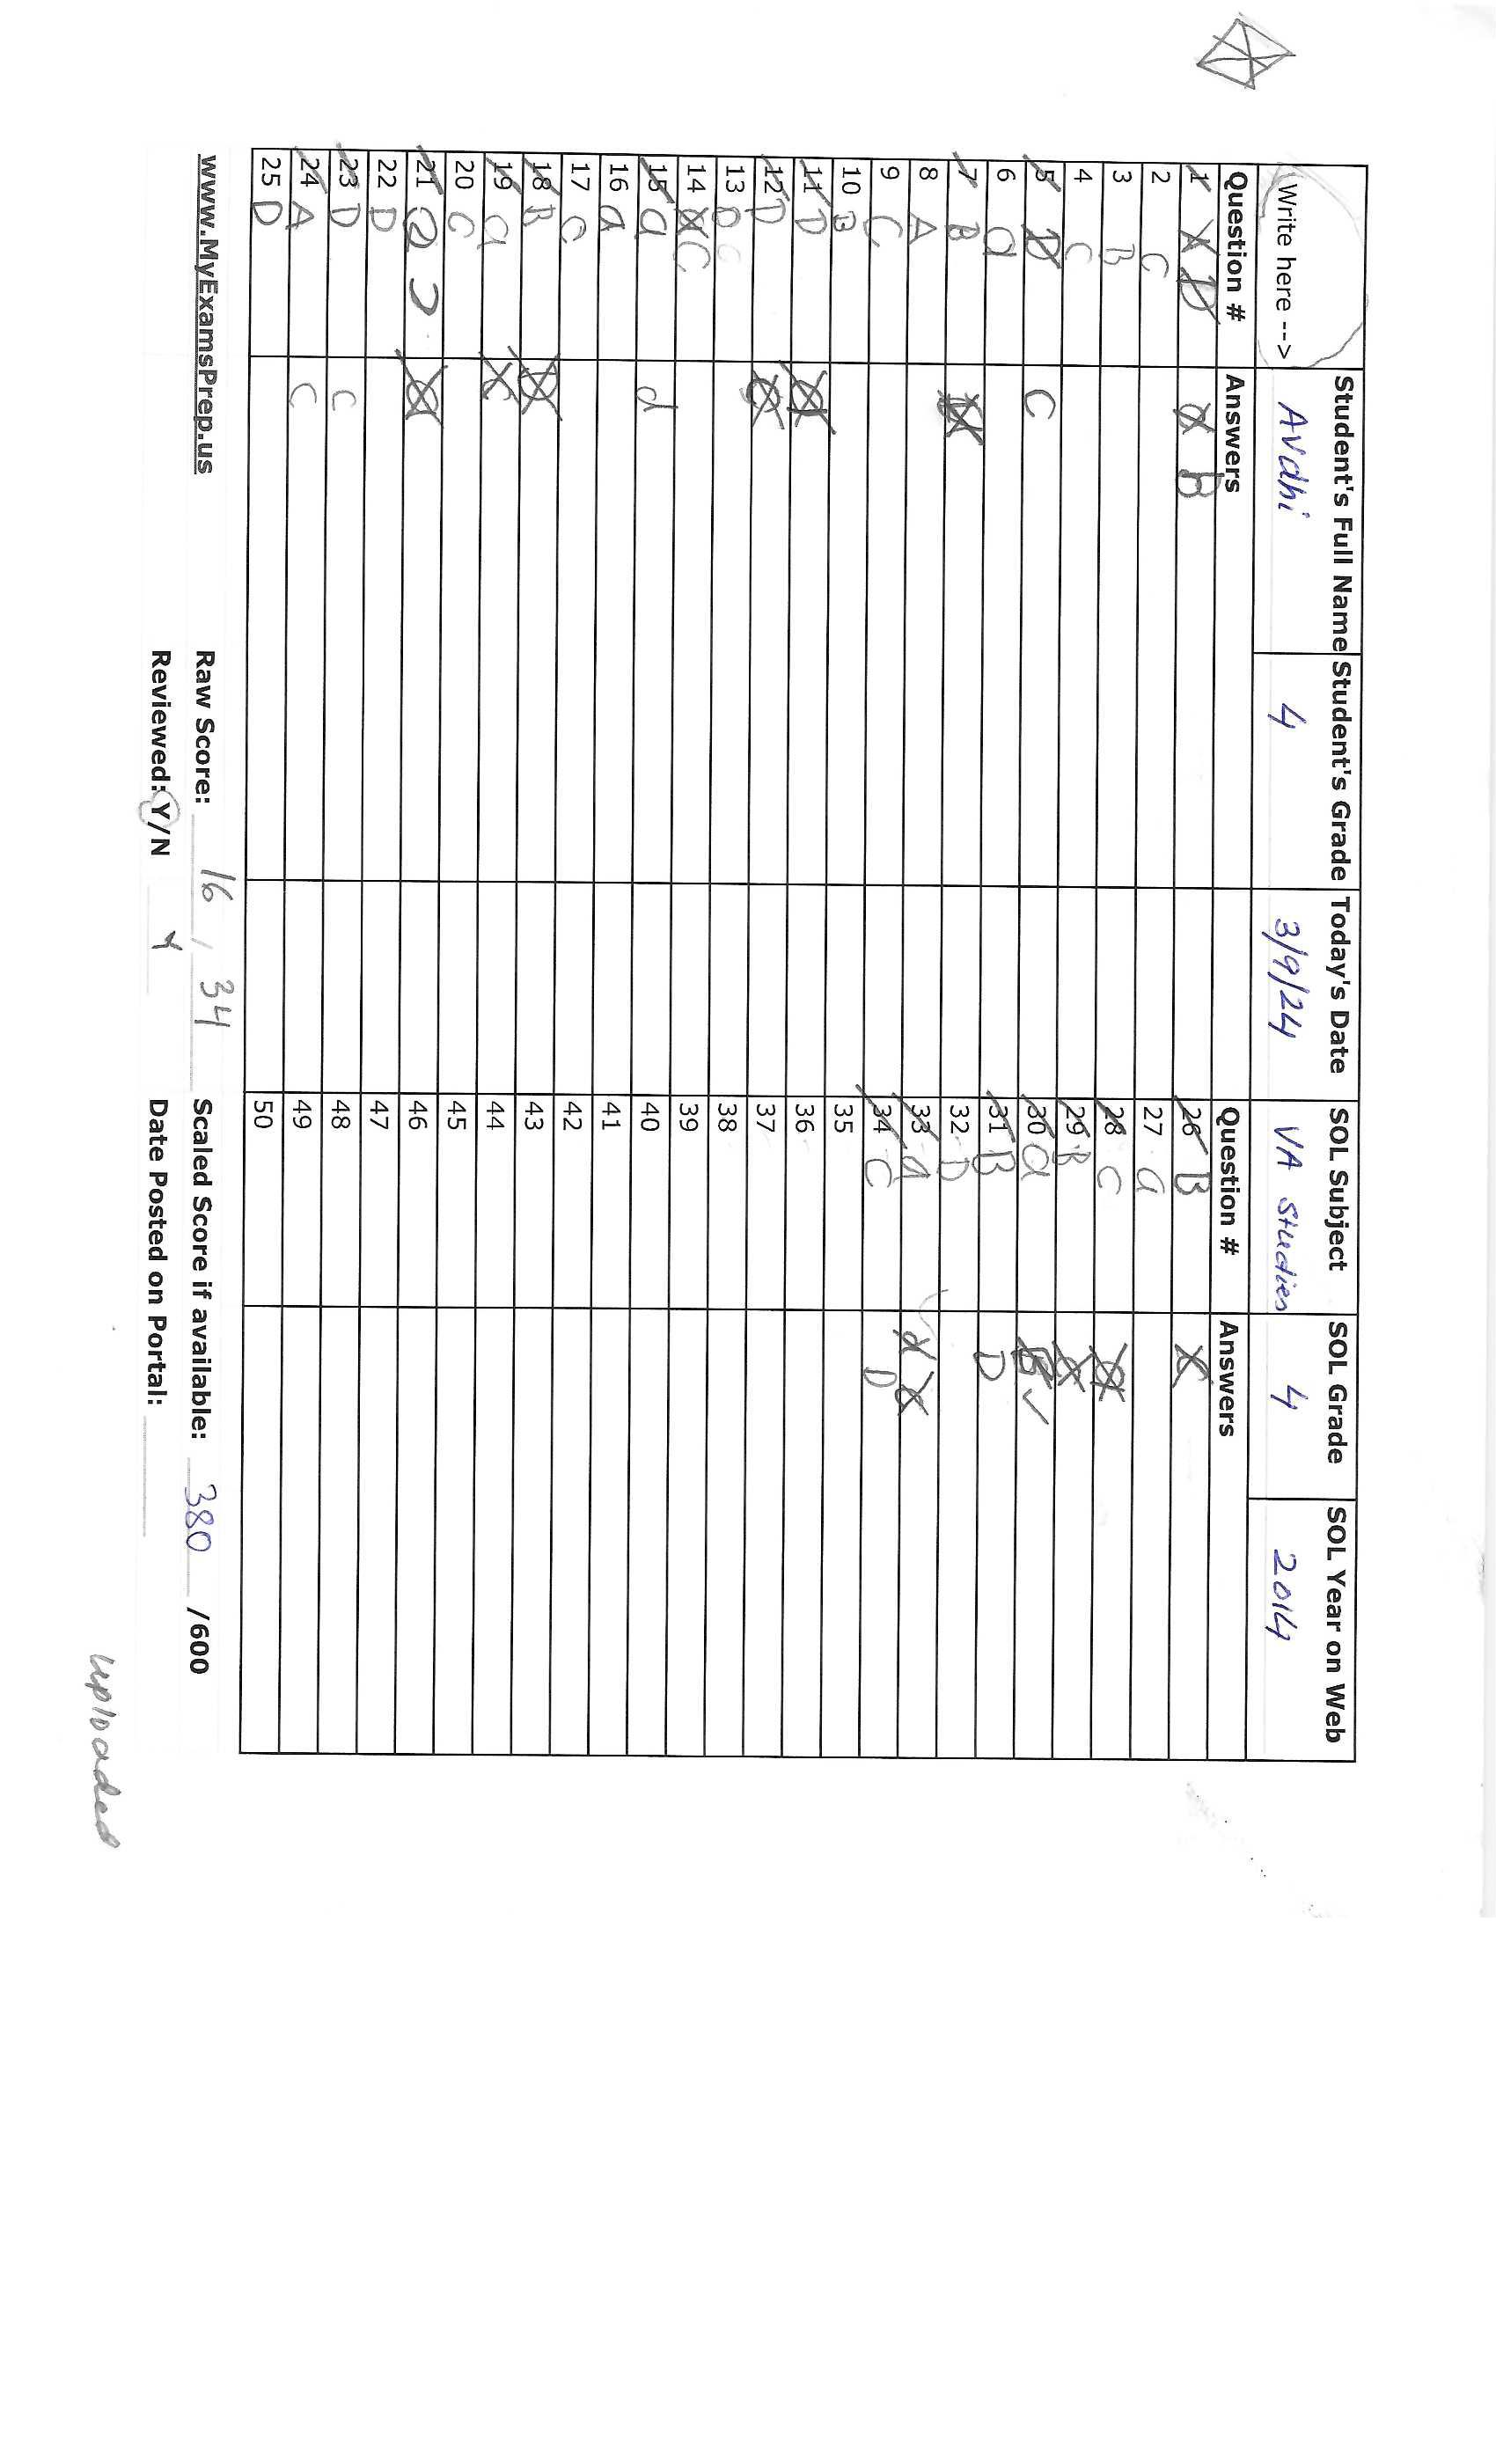 Student's Full Name Student's Grade Today's Date SOL Subject SOL Grade SOL Year on Web
Write here --> Avdhi 4 3/9/24 VA Studies 4 2014
Question # Answers Question # Answers
1 D B 26 B
2 C 27 a
3 B 28 C
4 C 29 B
5 D C 30 a B ✓
6 a 31 B D
7 B 32 D
8 A 33 a
9 C 34 C D
10 B 35
11 D 36
12 D 37
13 38
14 C 39
15 a d 40
16 a 41
17 C 42
18 B 43
19 a 44
20 C 45
21 46
22 D 47
23 D C 48
24 A C 49
25 D 50
www.MyExamsPrep.us Raw Score: 16 / 34 Scaled Score if available: 380 /600
Reviewed: Y/N Y Date Posted on Portal:
uploaded